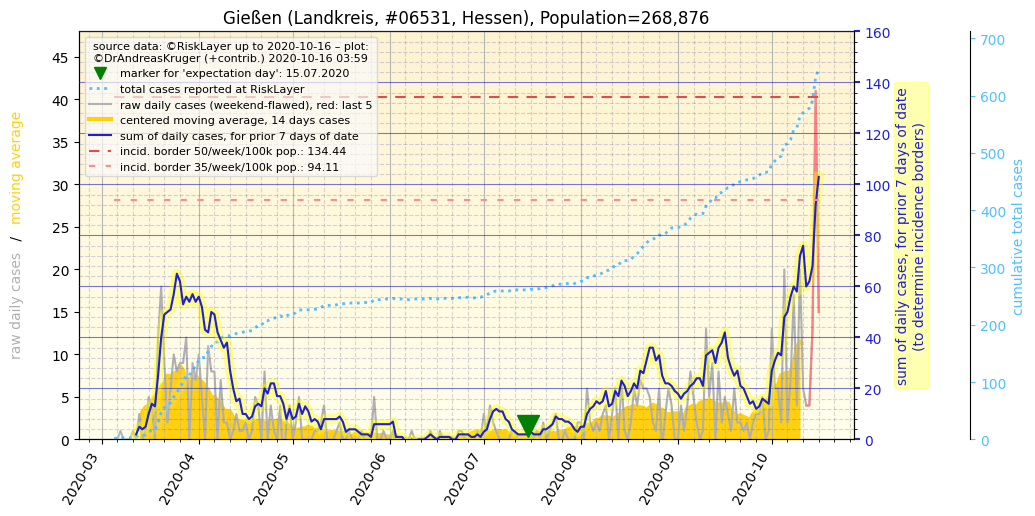 Gießen (Landkreis, #06531, Hessen), Population=268,876
source data: ©RiskLayer up to 2020-10-16 – plot:
©DrAndreasKruger (+contrib.) 2020-10-16 03:59
marker for 'expectation day': 15.07.2020
total cases reported at RiskLayer
raw daily cases (weekend-flawed), red: last 5
centered moving average, 14 days cases
sum of daily cases, for prior 7 days of date
incid. border 50/week/100k pop.: 134.44
incid. border 35/week/100k pop.: 94.11
raw daily cases / moving average
45
40
35
30
25
20
15
10
5
0
2020-03
2020-04
2020-05
2020-06
2020-07
2020-08
2020-09
2020-10
160
140
120
100
80
60
40
20
0
sum of daily cases, for prior 7 days of date
(to determine incidence borders)
700
600
500
400
300
200
100
0
cumulative total cases